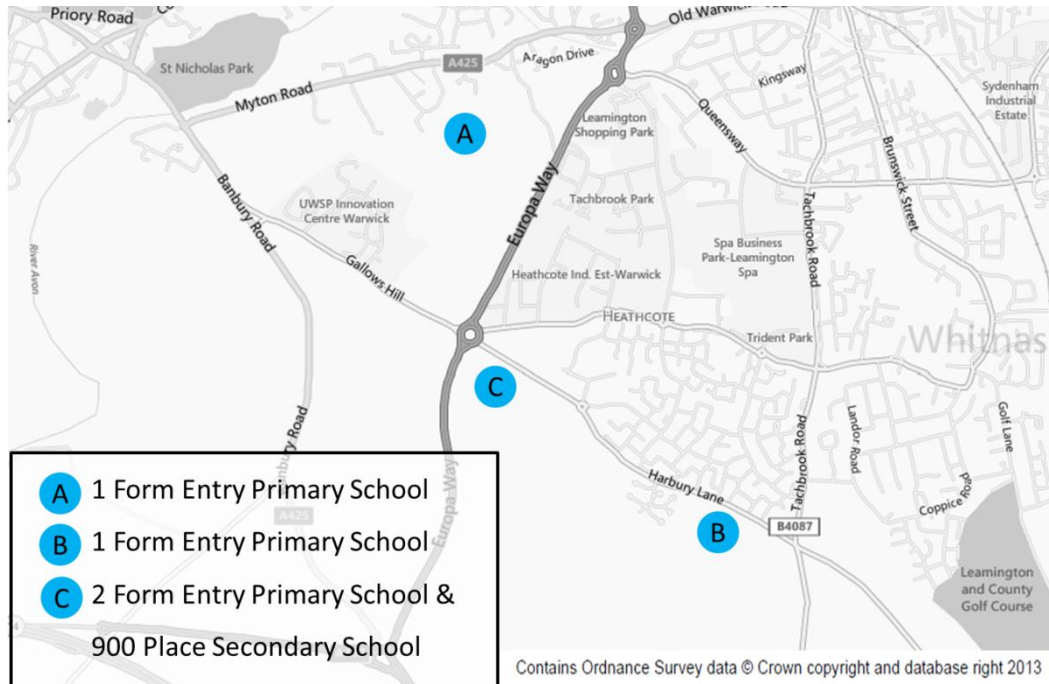 Priory Road
Old Warwick
St Nicholas Park
A425
Aragon Drive
Myton Road
Kingsway
Sydenham
Industrial
Estate
A
Leamington
Shopping Park
Queensway
Brunswick Street
Banbury Road
UWSP Innovation
Centre Warwick
Europa Way
Tachbrook Park
Tachbrook Road
River Avon
Gallows Hill
Spa Business
Park-Leamington
Spa
Heathcote Ind. Est-Warwick
HEATHCOTE
Trident Park
Whitnas
C
Banbury Road
Landor Road
Golf Lane
Tachbrook Road
Harbury Lane
Coppice Road
B
B4087
Europa Way
A425
Leamington
and County
Golf Course
A 1 Form Entry Primary School
B 1 Form Entry Primary School
C 2 Form Entry Primary School &
900 Place Secondary School
Contains Ordnance Survey data © Crown copyright and database right 2013